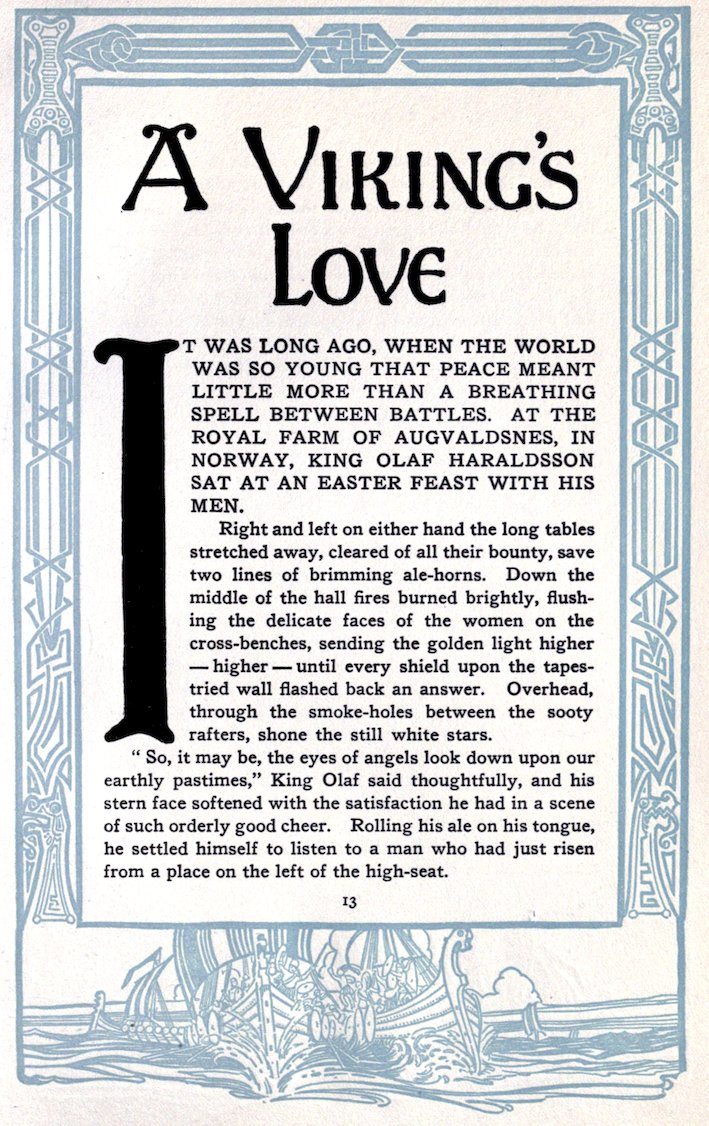 A VIKING'S
LOVE
IT WAS LONG AGO, WHEN THE WORLD
WAS SO YOUNG THAT PEACE MEANT
LITTLE MORE THAN A BREATHING
SPELL BETWEEN BATTLES. AT THE
ROYAL FARM OF AUGVALDSNES, IN
NORWAY, KING OLAF HARALDSSON
SAT AT AN EASTER FEAST WITH HIS
MEN.
Right and left on either hand the long tables
stretched away, cleared of all their bounty, save
two lines of brimming ale-horns. Down the
middle of the hall fires burned brightly, flush-
ing the delicate faces of the women on the
cross-benches, sending the golden light higher
— higher — until every shield upon the tapes-
tried wall flashed back an answer. Overhead,
through the smoke-holes between the sooty
rafters, shone the still white stars.
“ So, it may be, the eyes of angels look down upon our
earthly pastimes,” King Olaf said thoughtfully, and his
stern face softened with the satisfaction he had in a scene
of such orderly good cheer. Rolling his ale on his tongue,
he settled himself to listen to a man who had just risen
from a place on the left of the high-seat.
13